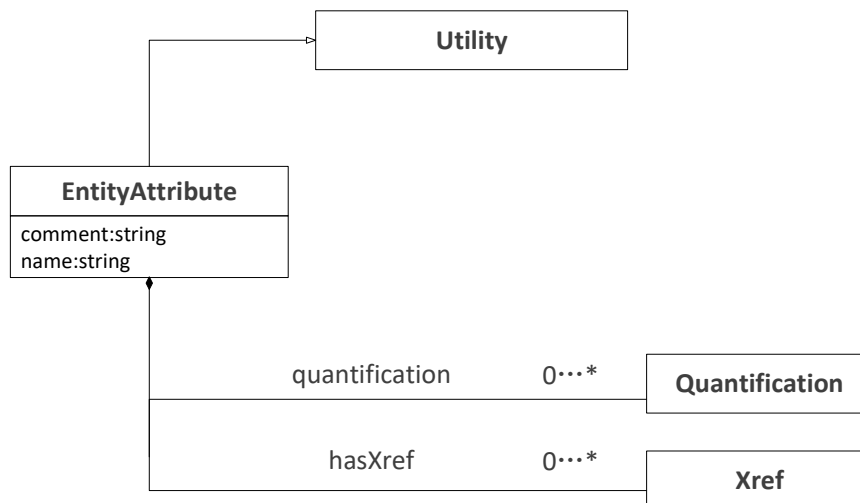 Utility
EntityAttribute
comment:string
name:string
quantification 0···* Quantification
hasXref 0···* Xref